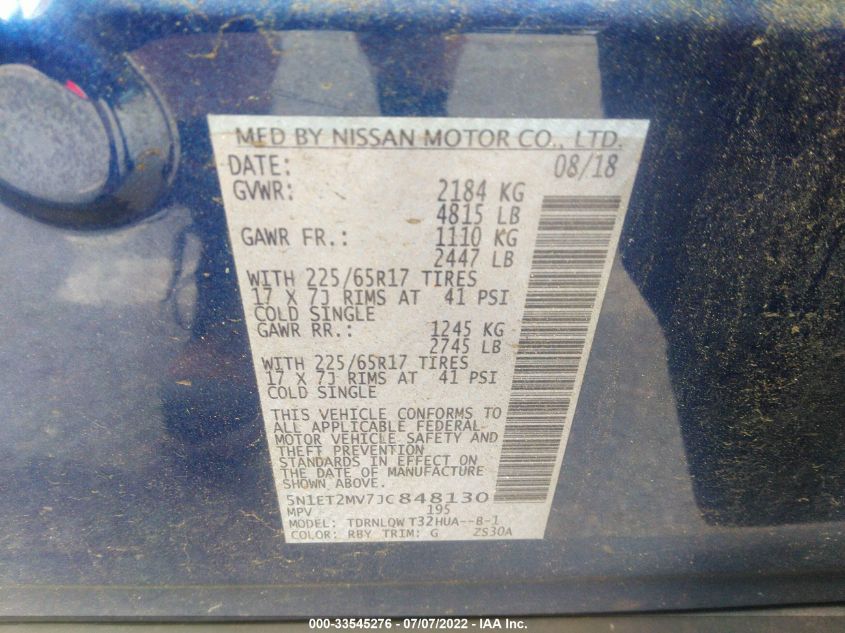 MFD BY NISSAN MOTOR CO., LTD.
DATE: 08/18
GVWR: 2184 KG
4815 LB
GAWR FR.: 1110 KG
2447 LB
WITH 225/65R17 TIRES
17 X 7J RIMS AT 41 PSI
COLD SINGLE
GAWR RR.: 1245 KG
2745 LB
WITH 225/65R17 TIRES
17 X 7J RIMS AT 41 PSI
COLD SINGLE
THIS VEHICLE CONFORMS TO
ALL APPLICABLE FEDERAL
MOTOR VEHICLE SAFETY AND
THEFT PREVENTION
STANDARDS IN EFFECT ON
THE DATE OF MANUFACTURE
SHOWN ABOVE.
5N1ET2MV7JC848130
MPV 195
MODEL: TDRNLQW T32HUA--B-1
COLOR: RBY TRIM: G ZS30A
000-33545276 - 07/07/2022 - IAA Inc.